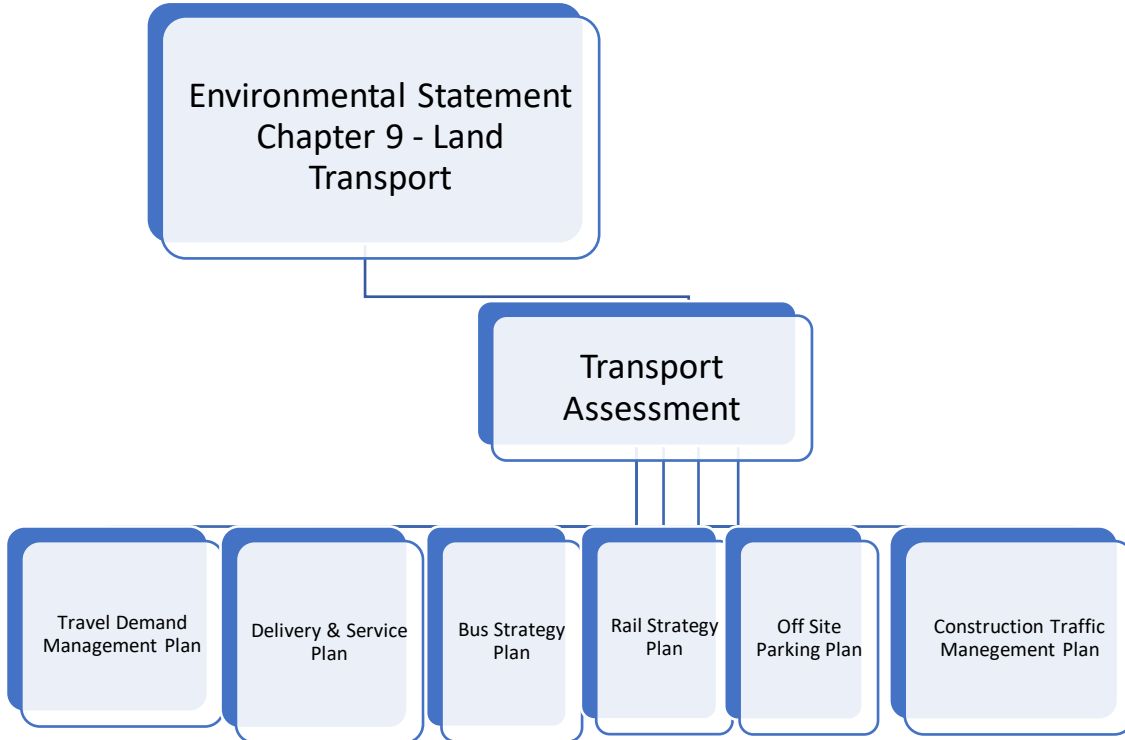 Environmental Statement
Chapter 9 - Land
Transport
Transport
Assessment
Travel Demand
Management Plan
Delivery & Service
Plan
Bus Strategy
Plan
Rail Strategy
Plan
Off Site
Parking Plan
Construction Traffic
Manegement Plan